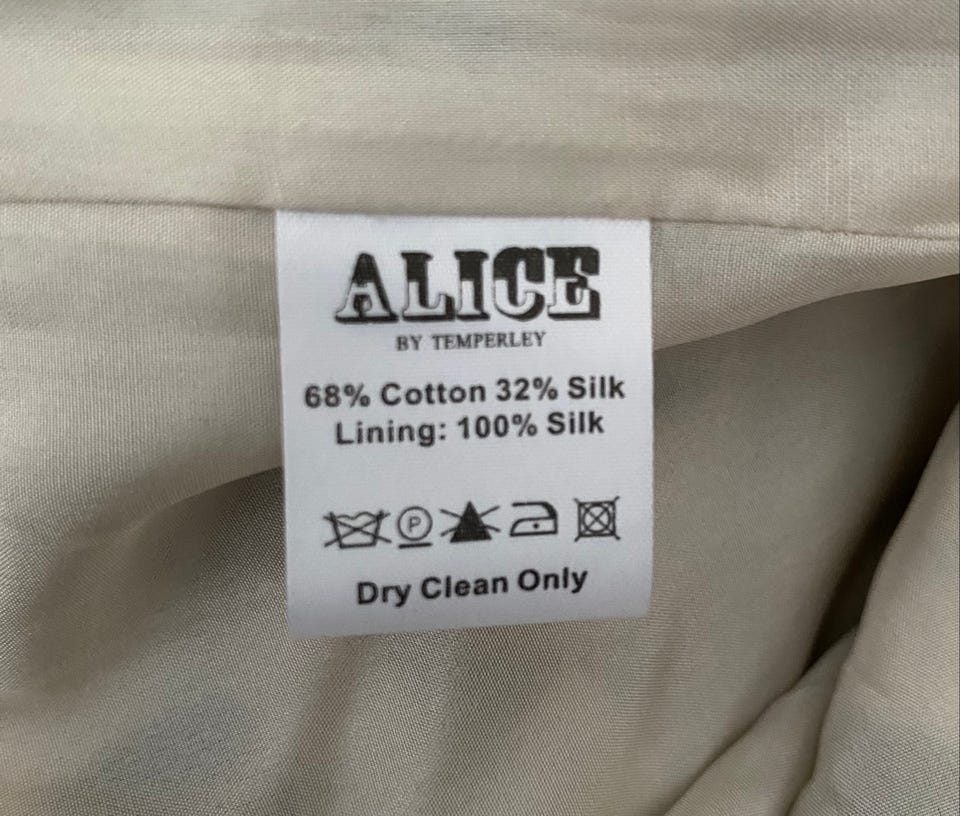 ALICE
BY TEMPERLEY
68% Cotton 32% Silk
Lining: 100% Silk
P
Dry Clean Only